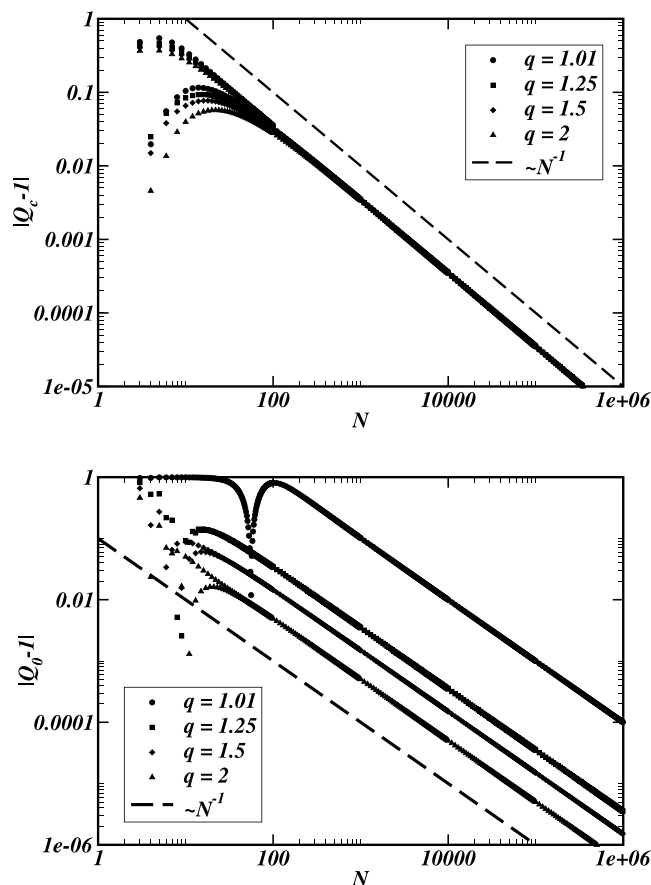 1
0.1
0.01
0.001
0.0001
1e-05
|Q_c-1|
q = 1.01
q = 1.25
q = 1.5
q = 2
~N^-1
1 100 10000 1e+06
N
1
0.01
0.0001
1e-06
|Q_0-1|
q = 1.01
q = 1.25
q = 1.5
q = 2
~N^-1
1 100 10000 1e+06
N